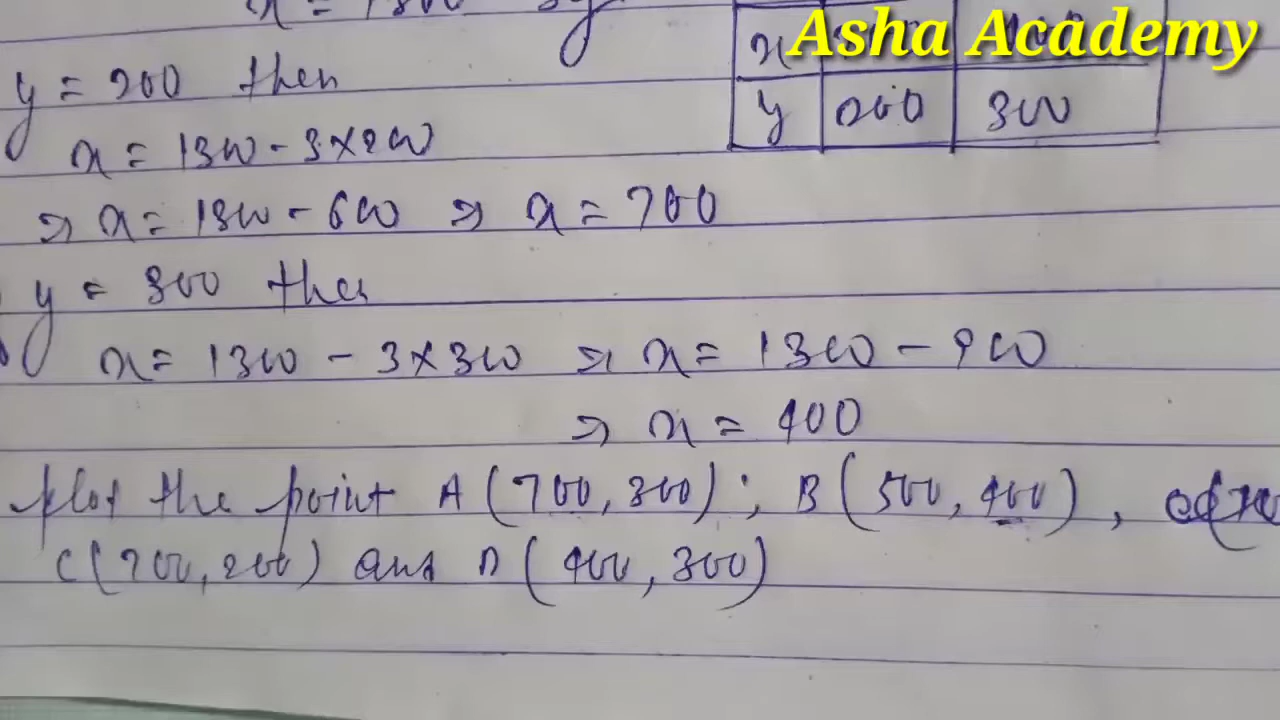 Asha Academy
x = 1300
x
y = 200 then
y 200 300
x = 1300 - 3×200
⇒ x = 1300 - 600 ⇒ x = 700
y = 300 then
x = 1300 - 3×300 ⇒ x = 1300 - 900
⇒ x = 400
plot the point A (700, 300) ; B (500, 400) ,
C (700, 200) and D (400, 300)